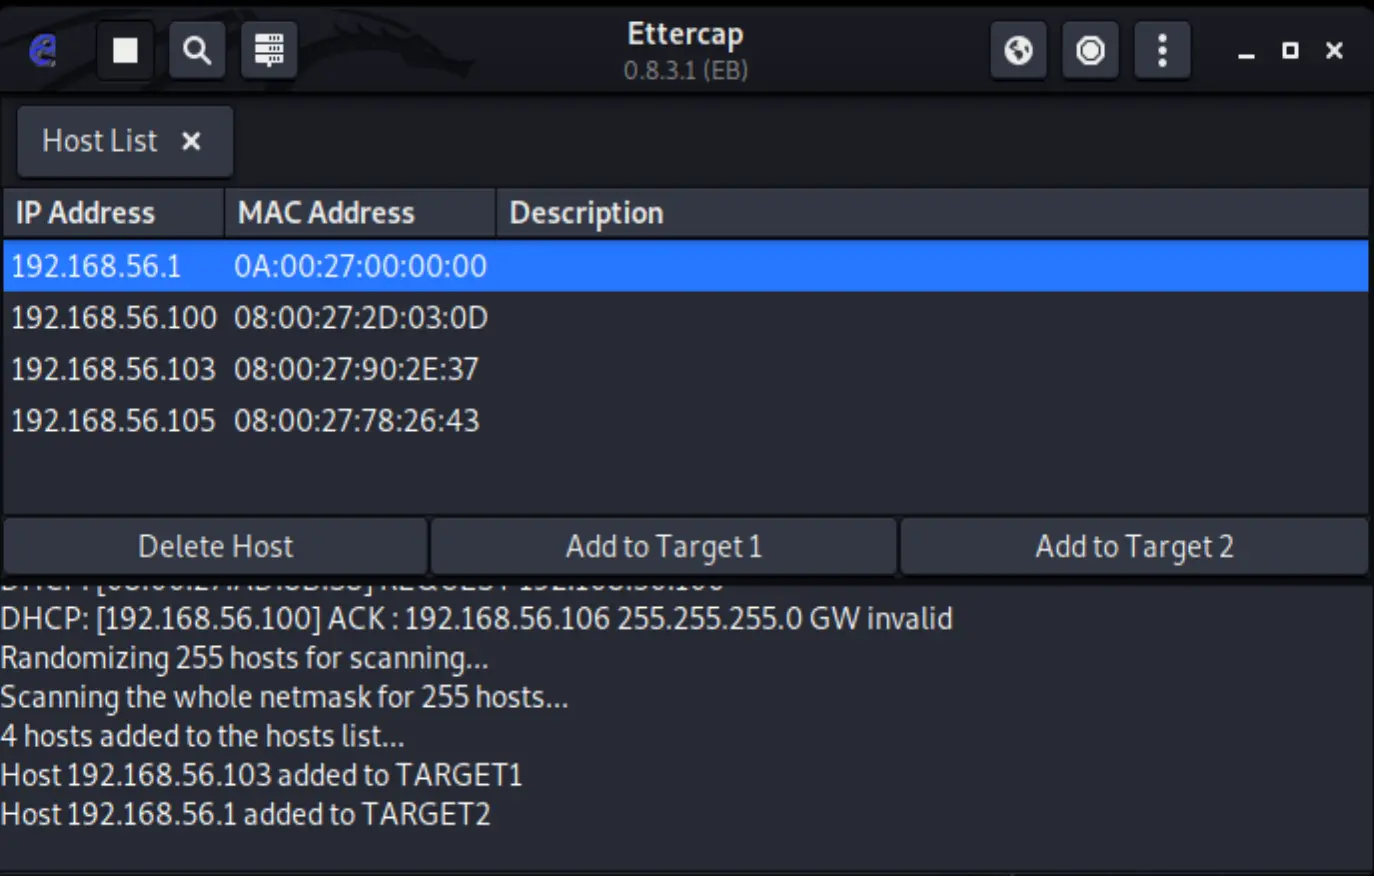 Ettercap
0.8.3.1 (EB)
Host List
IP Address MAC Address Description
192.168.56.1 0A:00:27:00:00:00
192.168.56.100 08:00:27:2D:03:0D
192.168.56.103 08:00:27:90:2E:37
192.168.56.105 08:00:27:78:26:43
Delete Host Add to Target 1 Add to Target 2
DHCP: [192.168.56.100] ACK : 192.168.56.106 255.255.255.0 GW invalid
Randomizing 255 hosts for scanning...
Scanning the whole netmask for 255 hosts...
4 hosts added to the hosts list...
Host 192.168.56.103 added to TARGET1
Host 192.168.56.1 added to TARGET2